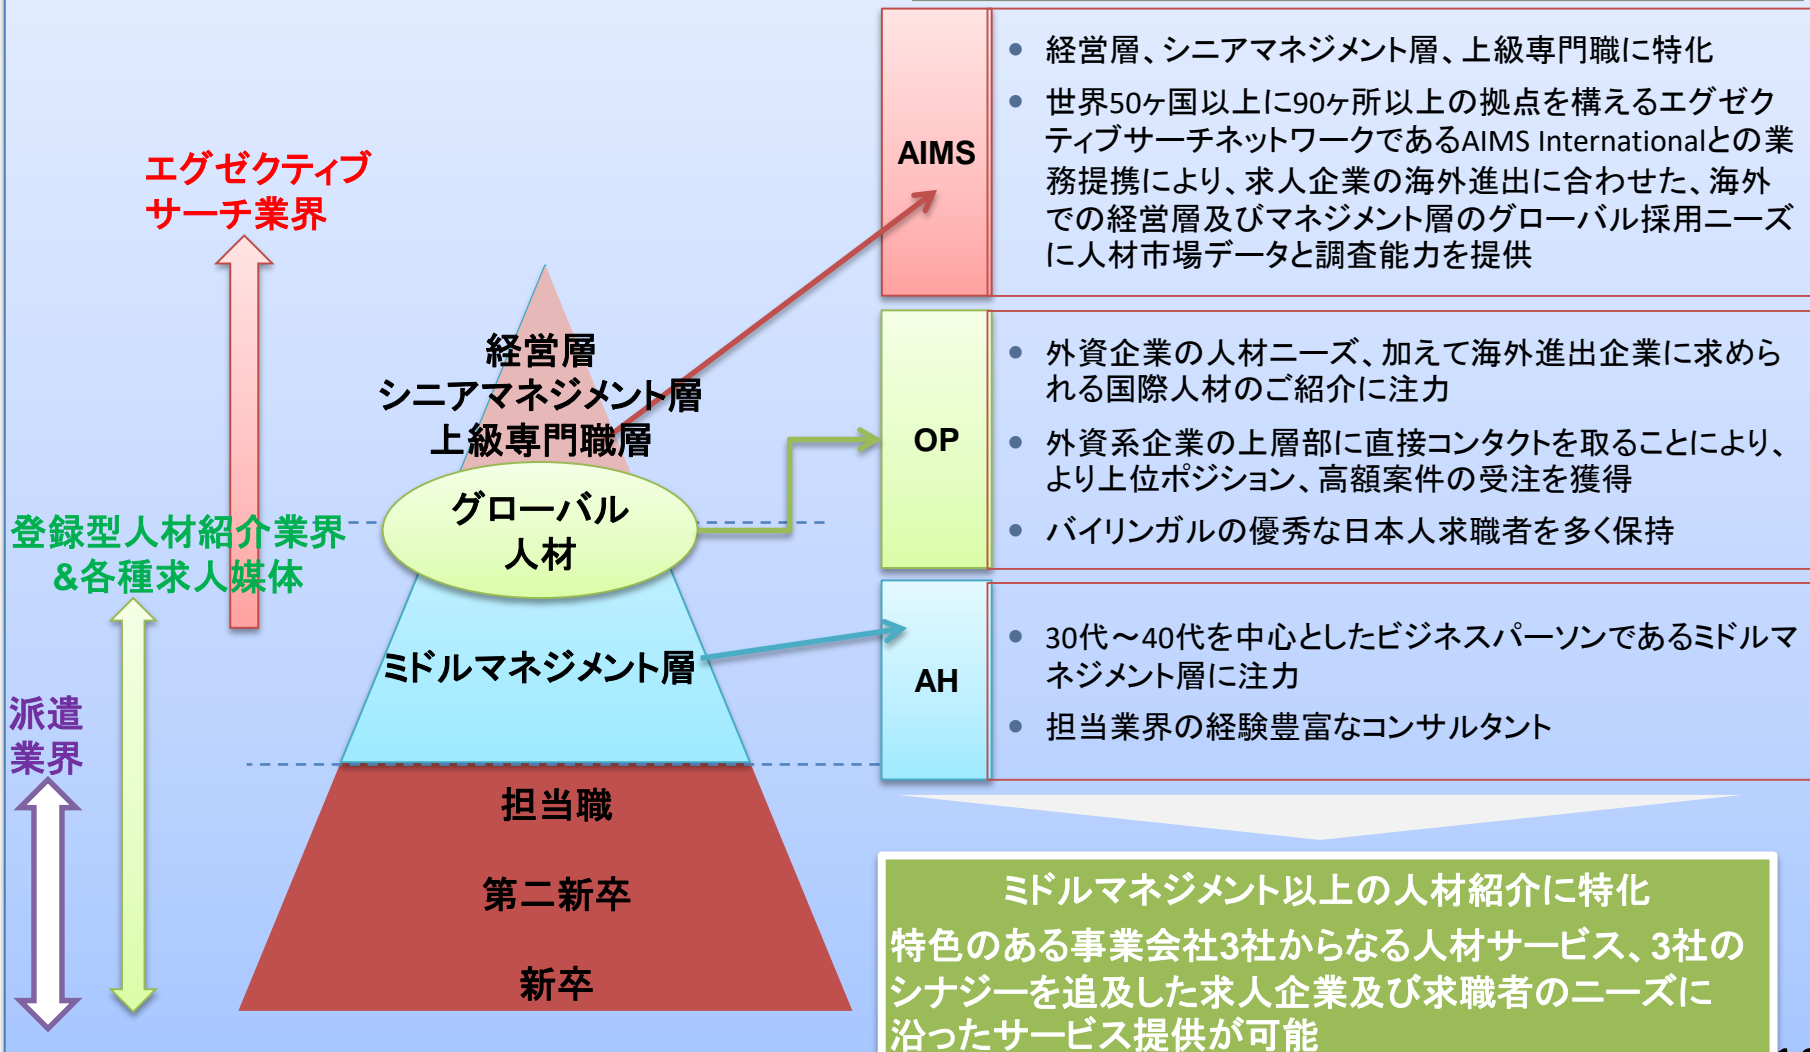 エグゼクティブ
サーチ業界
登録型人材紹介業界
&各種求人媒体
派遣
業界
経営層
シニアマネジメント層
上級専門職層
グローバル
人材
ミドルマネジメント層
担当職
第二新卒
新卒
AIMS
• 経営層、シニアマネジメント層、上級専門職に特化
• 世界50ヶ国以上に90ヶ所以上の拠点を構えるエグゼク
ティブサーチネットワークであるAIMS Internationalとの業
務提携により、求人企業の海外進出に合わせた、海外
での経営層及びマネジメント層のグローバル採用ニーズ
に人材市場データと調査能力を提供
OP
• 外資企業の人材ニーズ、加えて海外進出企業に求めら
れる国際人材のご紹介に注力
• 外資系企業の上層部に直接コンタクトを取ることにより、
より上位ポジション、高額案件の受注を獲得
• バイリンガルの優秀な日本人求職者を多く保持
AH
• 30代～40代を中心としたビジネスパーソンであるミドルマ
ネジメント層に注力
• 担当業界の経験豊富なコンサルタント
ミドルマネジメント以上の人材紹介に特化
特色のある事業会社3社からなる人材サービス、3社の
シナジーを追及した求人企業及び求職者のニーズに
沿ったサービス提供が可能